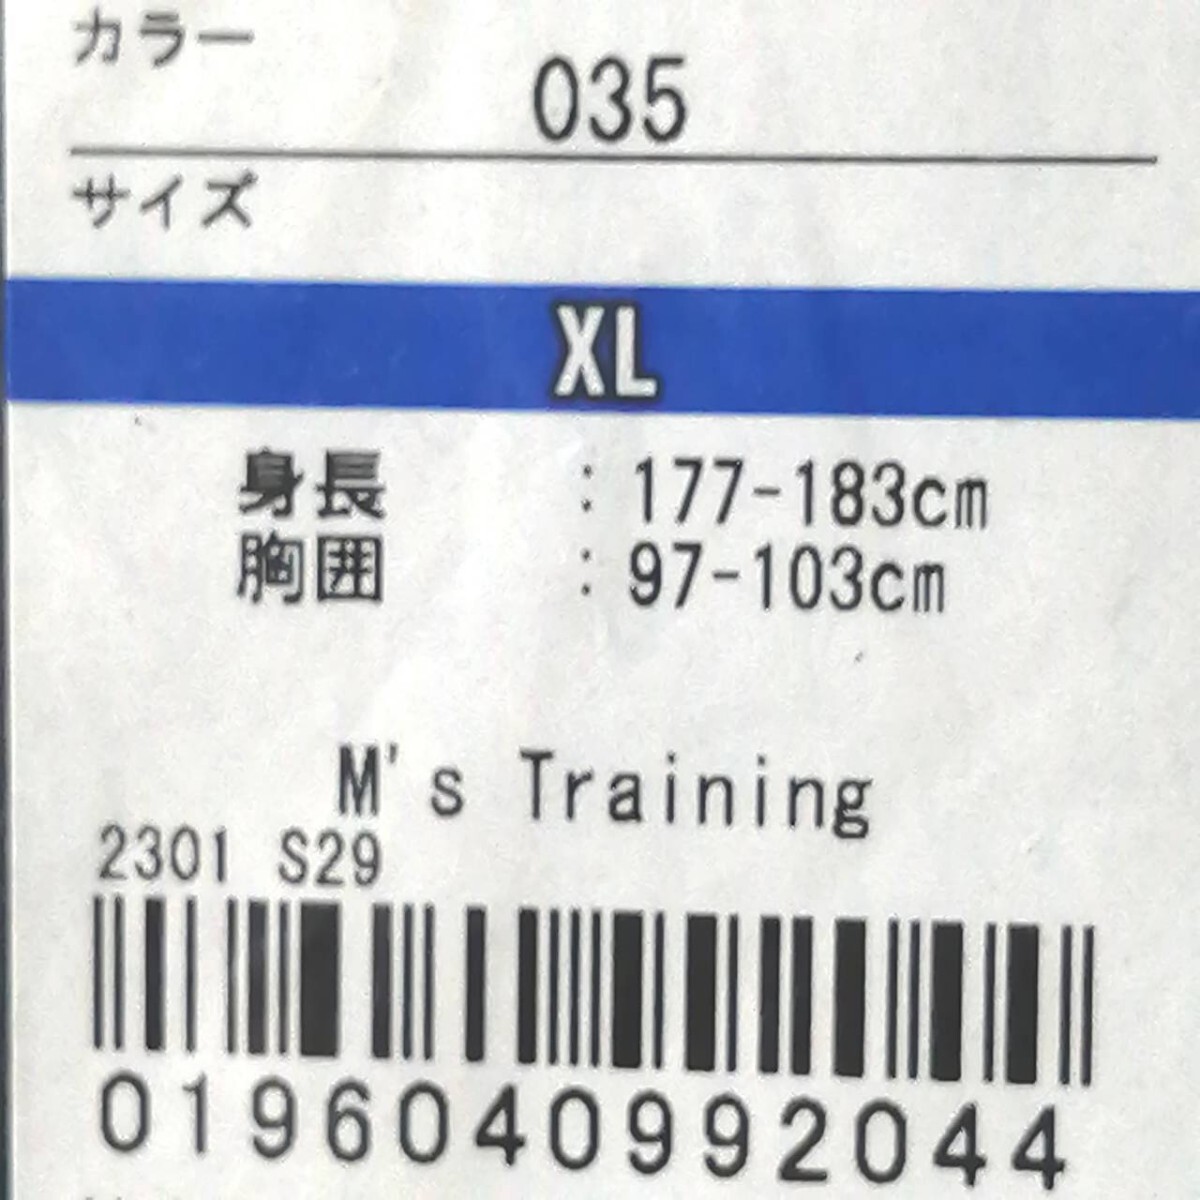 カラー
035
サイズ
XL
身長 : 177-183cm
胸囲 : 97-103cm
M's Training
2301 S29
0196040992044